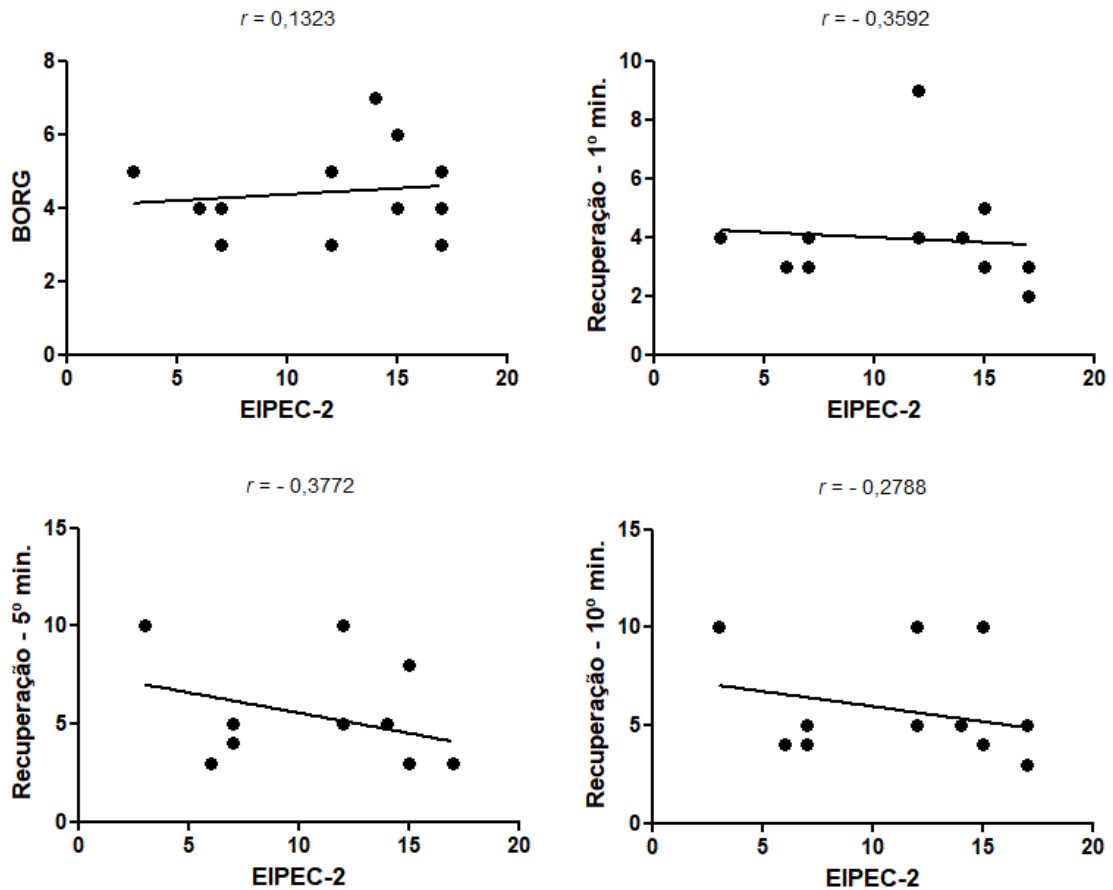 r = 0,1323
BORG
8
6
4
2
0
0 5 10 15 20
EIPEC-2
r = - 0,3592
Recuperação - 1º min.
10
8
6
4
2
0
0 5 10 15 20
EIPEC-2
r = - 0,3772
Recuperação - 5º min.
15
10
5
0
0 5 10 15 20
EIPEC-2
r = - 0,2788
Recuperação - 10º min.
15
10
5
0
0 5 10 15 20
EIPEC-2